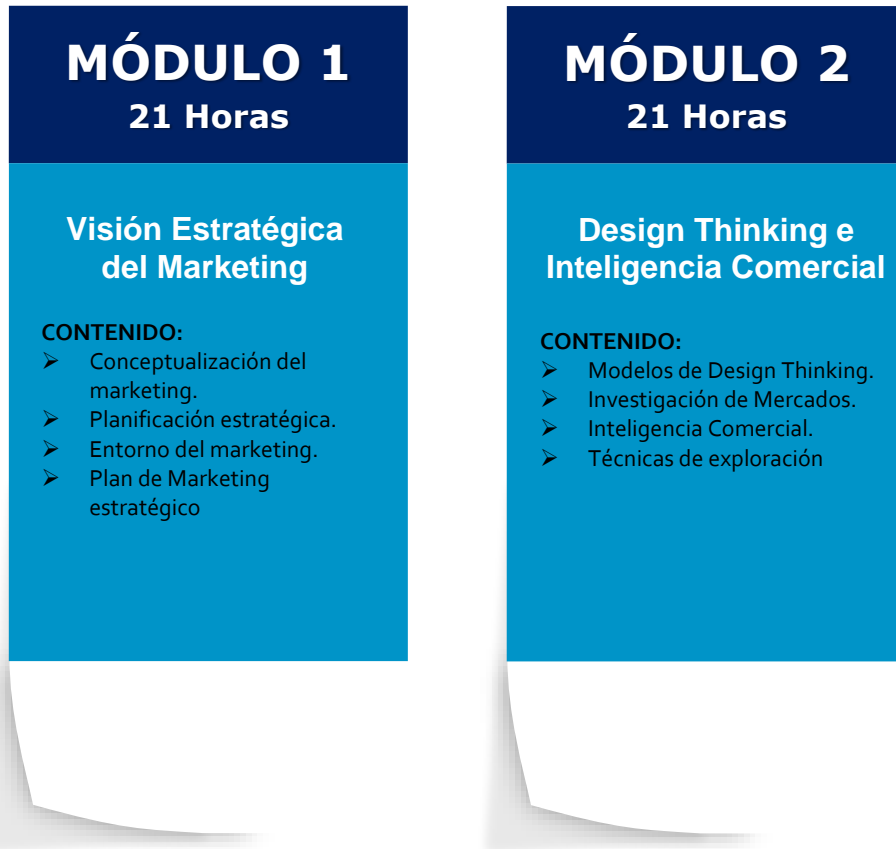 MÓDULO 1
21 Horas
Visión Estratégica
del Marketing
CONTENIDO:
➢ Conceptualización del
marketing.
➢ Planificación estratégica.
➢ Entorno del marketing.
➢ Plan de Marketing
estratégico
MÓDULO 2
21 Horas
Design Thinking e
Inteligencia Comercial
CONTENIDO:
➢ Modelos de Design Thinking.
➢ Investigación de Mercados.
➢ Inteligencia Comercial.
➢ Técnicas de exploración